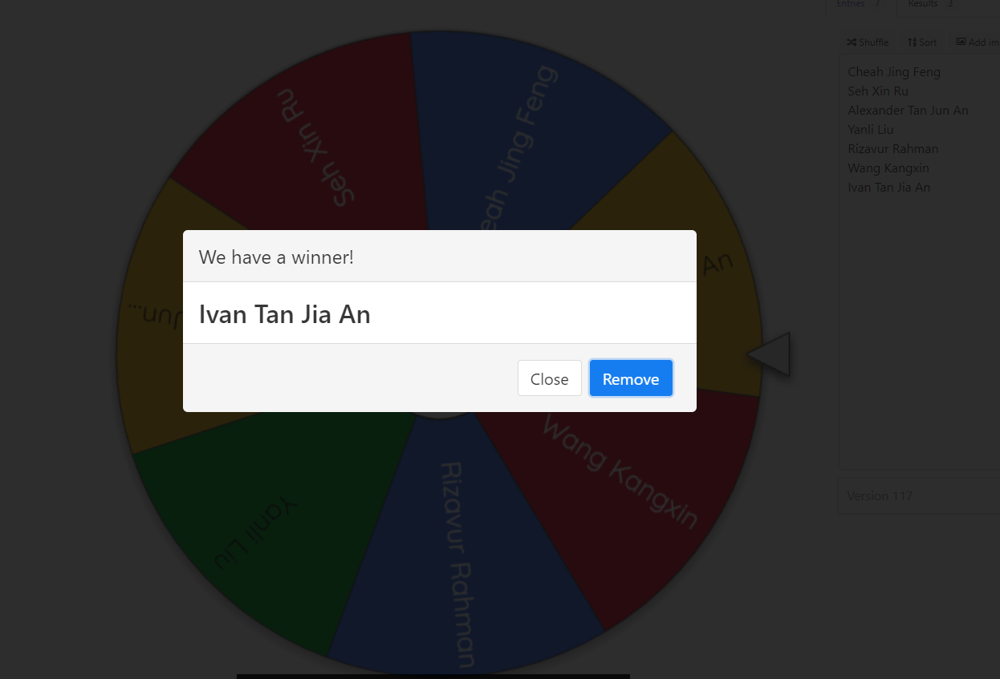 Entries 7 Results 3
Shuffle Sort Add im
Cheah Jing Feng
Seh Xin Ru
Alexander Tan Jun An
Yanli Liu
Rizavur Rahman
Wang Kangxin
Ivan Tan Jia An
Version 117
Seh Xin Ru
eah Jing Feng
An
Jun...
We have a winner!
Ivan Tan Jia An
Close Remove
Wang Kangxin
Rizavur Rahman
Yanli Liu